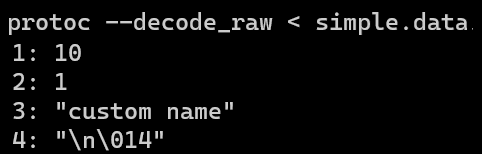 protoc --decode_raw < simple.data
1: 10
2: 1
3: "custom name"
4: "\n\014"